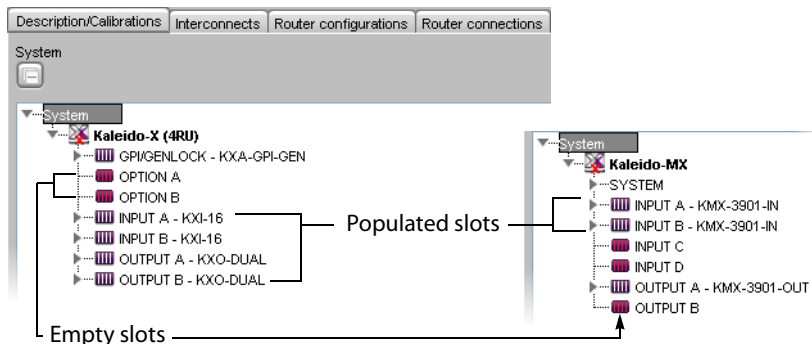 Description/Calibrations
Interconnects
Router configurations
Router connections
System
System
Kaleido-X (4RU)
GPI/GENLOCK - KXA-GPI-GEN
OPTION A
OPTION B
INPUT A - KXI-16
INPUT B - KXI-16
OUTPUT A - KXO-DUAL
OUTPUT B - KXO-DUAL
Populated slots
System
Kaleido-MX
SYSTEM
INPUT A - KMX-3901-IN
INPUT B - KMX-3901-IN
INPUT C
INPUT D
OUTPUT A - KMX-3901-OUT
OUTPUT B
Empty slots